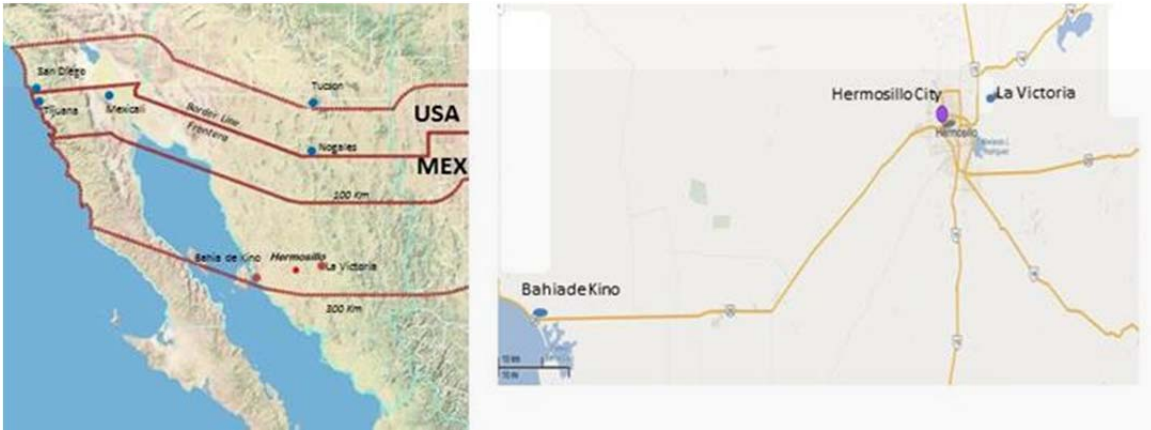 San Diego
Tijuana
Mexicali
Tucson
USA
Border Line
Frontera
Nogales
MEX
100 Km
Bahia de Kino
Hermosillo
La Victoria
300 Km
Hermosillo City
La Victoria
Hermosillo
Bahia de Kino